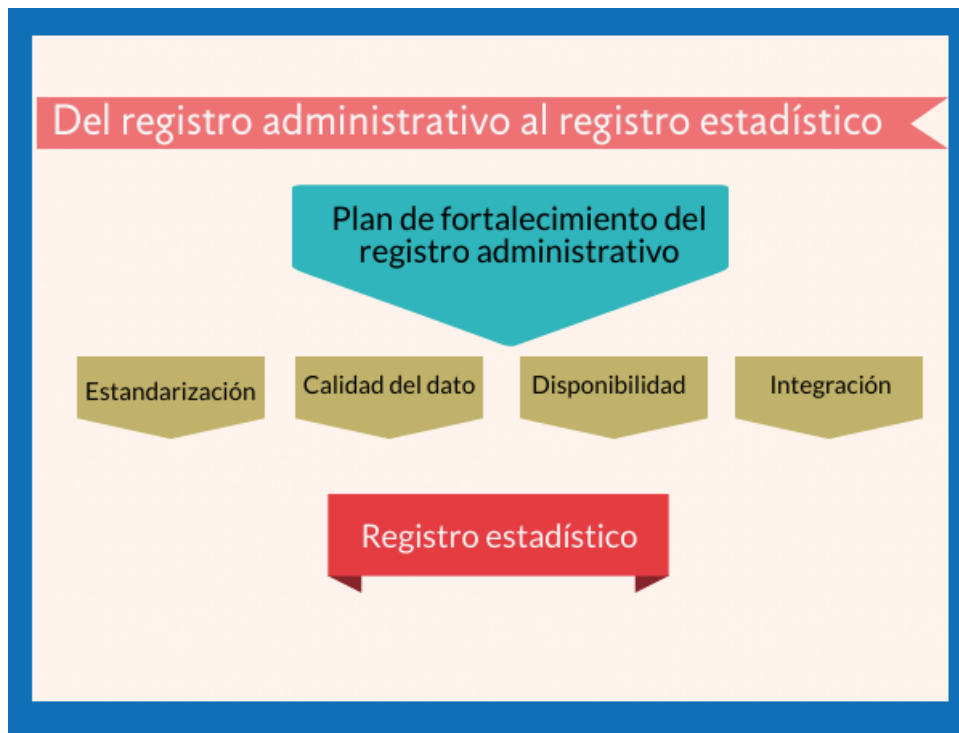 Del registro administrativo al registro estadístico
Plan de fortalecimiento del
registro administrativo
Estandarización
Calidad del dato
Disponibilidad
Integración
Registro estadístico